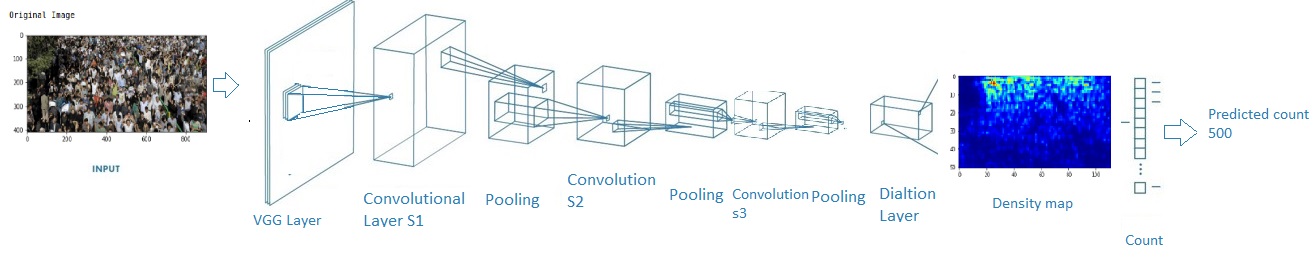 Original Image
0
100
200
300
400
0
200
400
600
800
INPUT
VGG Layer
Convolutional
Layer S1
Pooling
Convolution
S2
Pooling
Convolution
s3
Pooling
Dialtion
Layer
0
10
20
30
40
50
0
20
40
60
80
100
Density map
Count
Predicted count
500